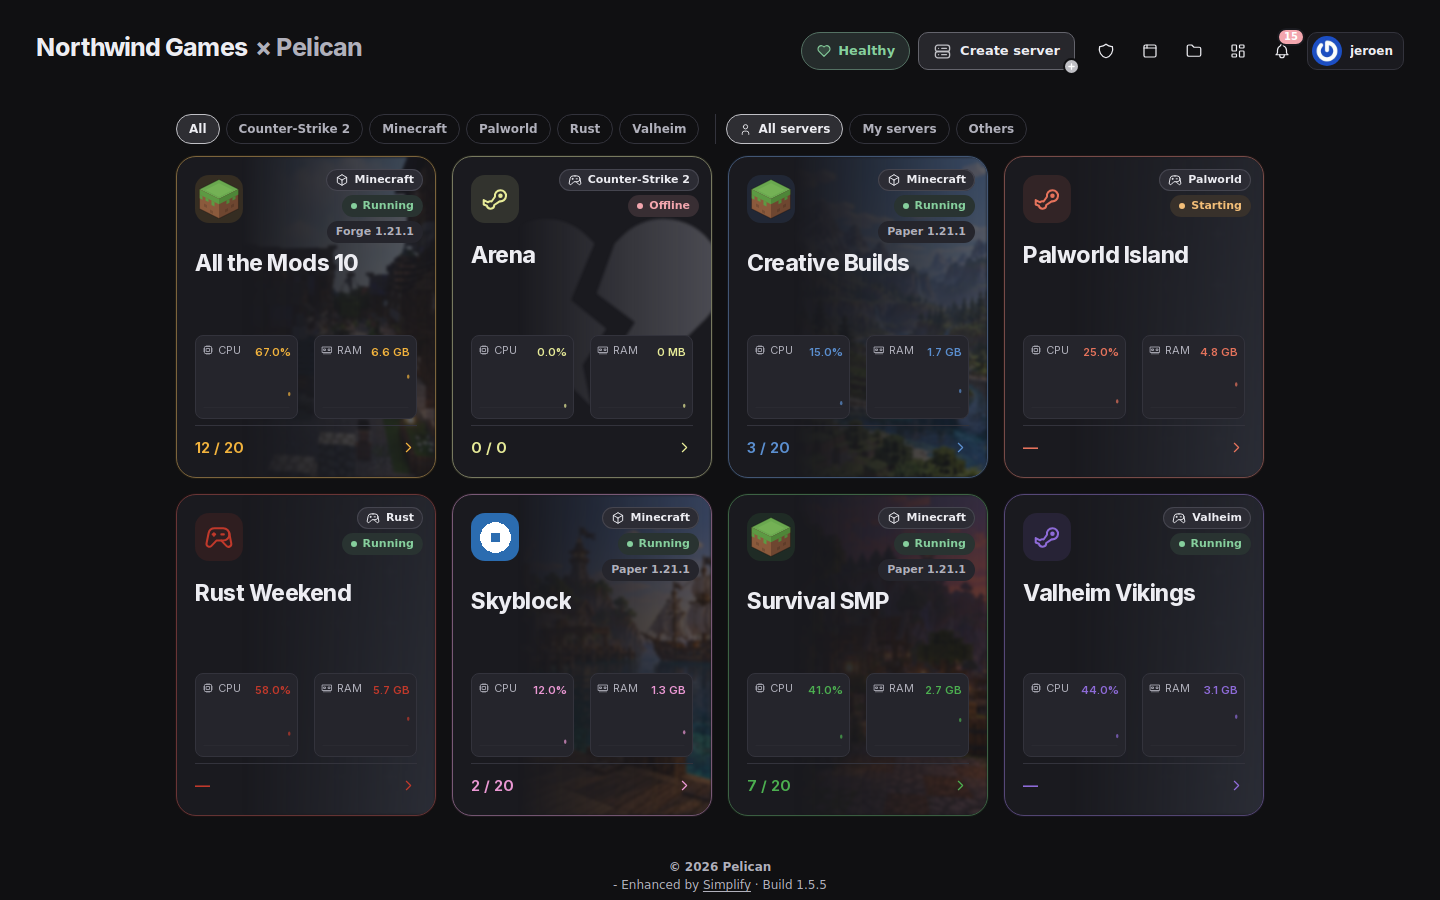 Northwind Games × Pelican
Healthy
Create server
15
jeroen
All
Counter-Strike 2
Minecraft
Palworld
Rust
Valheim
All servers
My servers
Others
Minecraft
Running
Forge 1.21.1
All the Mods 10
CPU 67.0%
RAM 6.6 GB
12 / 20
Counter-Strike 2
Offline
Arena
CPU 0.0%
RAM 0 MB
0 / 0
Minecraft
Running
Paper 1.21.1
Creative Builds
CPU 15.0%
RAM 1.7 GB
3 / 20
Palworld
Starting
Palworld Island
CPU 25.0%
RAM 4.8 GB
—
Rust
Running
Rust Weekend
CPU 58.0%
RAM 5.7 GB
—
Minecraft
Running
Paper 1.21.1
Skyblock
CPU 12.0%
RAM 1.3 GB
2 / 20
Minecraft
Running
Paper 1.21.1
Survival SMP
CPU 41.0%
RAM 2.7 GB
7 / 20
Valheim
Running
Valheim Vikings
CPU 44.0%
RAM 3.1 GB
—
© 2026 Pelican
- Enhanced by Simplify · Build 1.5.5